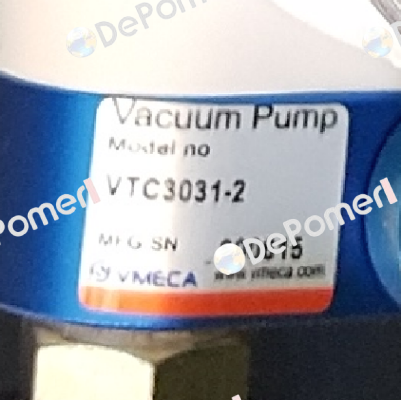 DePomeri
Vacuum Pump
Model no
VTC3031-2
MFG SN
VMECA
www.vmeca.com
DePomeri